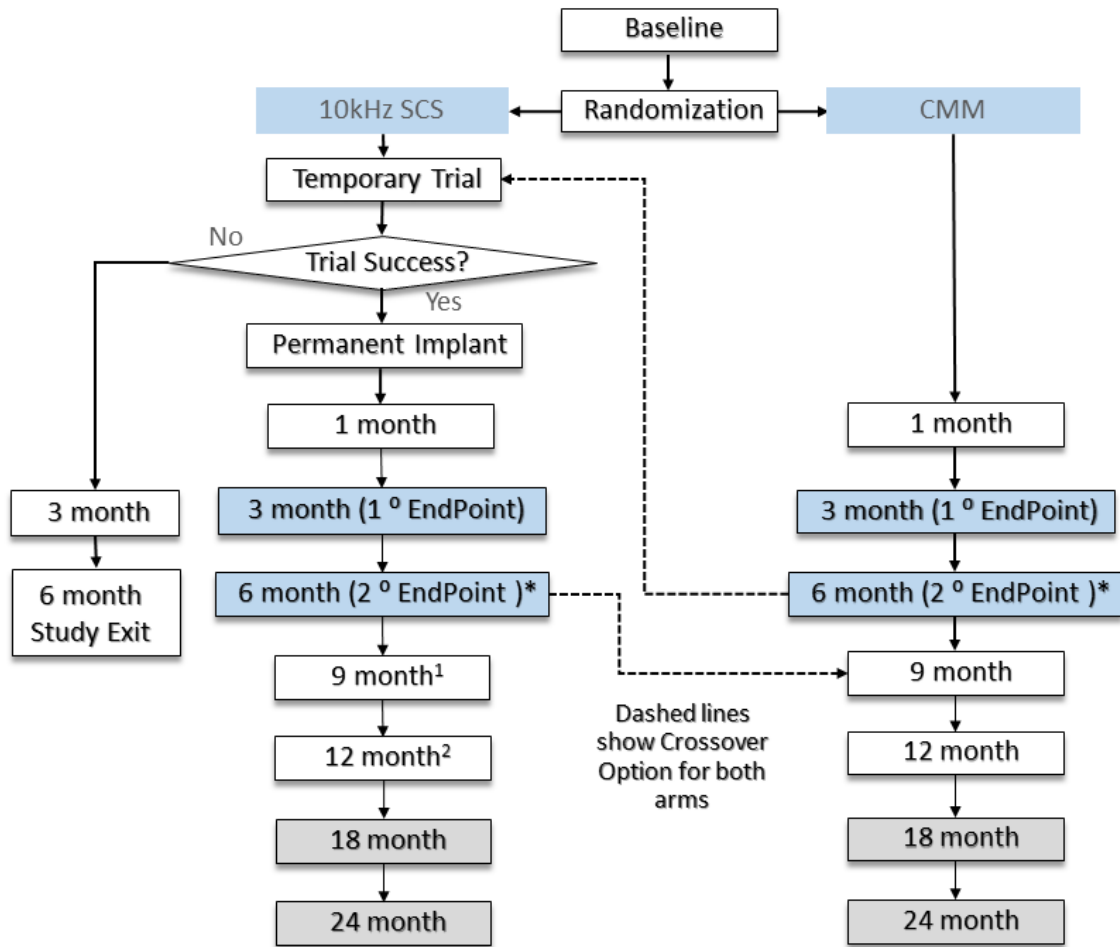 Baseline
10kHz SCS
Randomization
CMM
Temporary Trial
No
Trial Success?
Yes
Permanent Implant
1 month
1 month
3 month
3 month (1 º EndPoint)
3 month (1 º EndPoint)
6 month
Study Exit
6 month (2 º EndPoint )*
6 month (2 º EndPoint )*
9 month¹
9 month
Dashed lines
show Crossover
Option for both
arms
12 month²
12 month
18 month
18 month
24 month
24 month